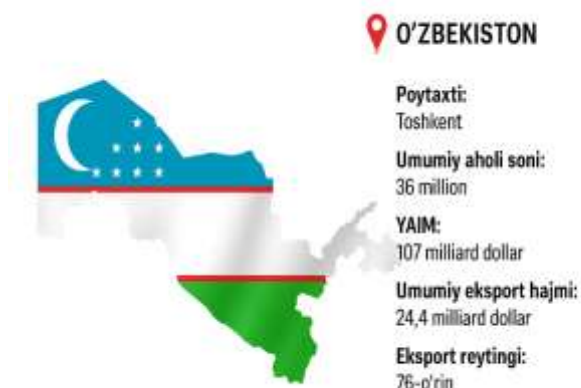 O'ZBEKISTON
Poytaxti:
Toshkent
Umumiy aholi soni:
36 million
YAIM:
107 milliard dollar
Umumiy eksport hajmi:
24,4 milliard dollar
Eksport reytingi:
76-o'rin